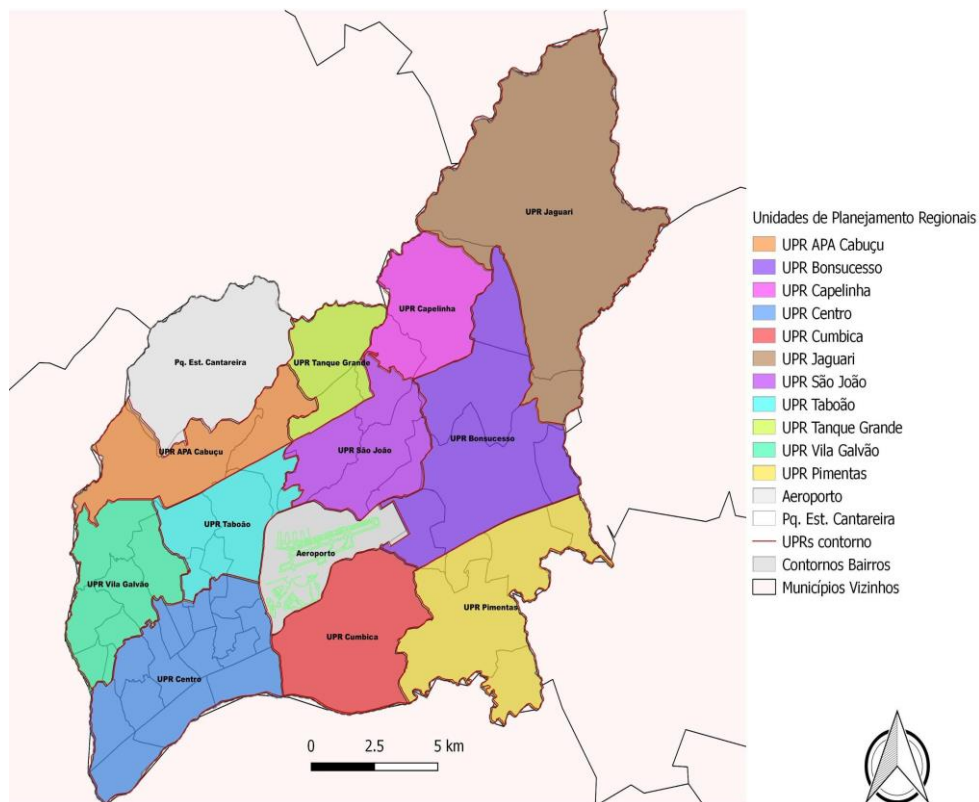 UPR Jaguari
UPR Capelinha
Pq. Est. Cantareira
UPR Tanque Grande
UPR Bonsucesso
UPR APA Cabuçu
UPR São João
UPR Taboão
Aeroporto
UPR Vila Galvão
UPR Pimentas
UPR Cumbica
UPR Centro
0 2.5 5 km
Unidades de Planejamento Regionais
UPR APA Cabuçu
UPR Bonsucesso
UPR Capelinha
UPR Centro
UPR Cumbica
UPR Jaguari
UPR São João
UPR Taboão
UPR Tanque Grande
UPR Vila Galvão
UPR Pimentas
Aeroporto
Pq. Est. Cantareira
UPRs contorno
Contornos Bairros
Municípios Vizinhos